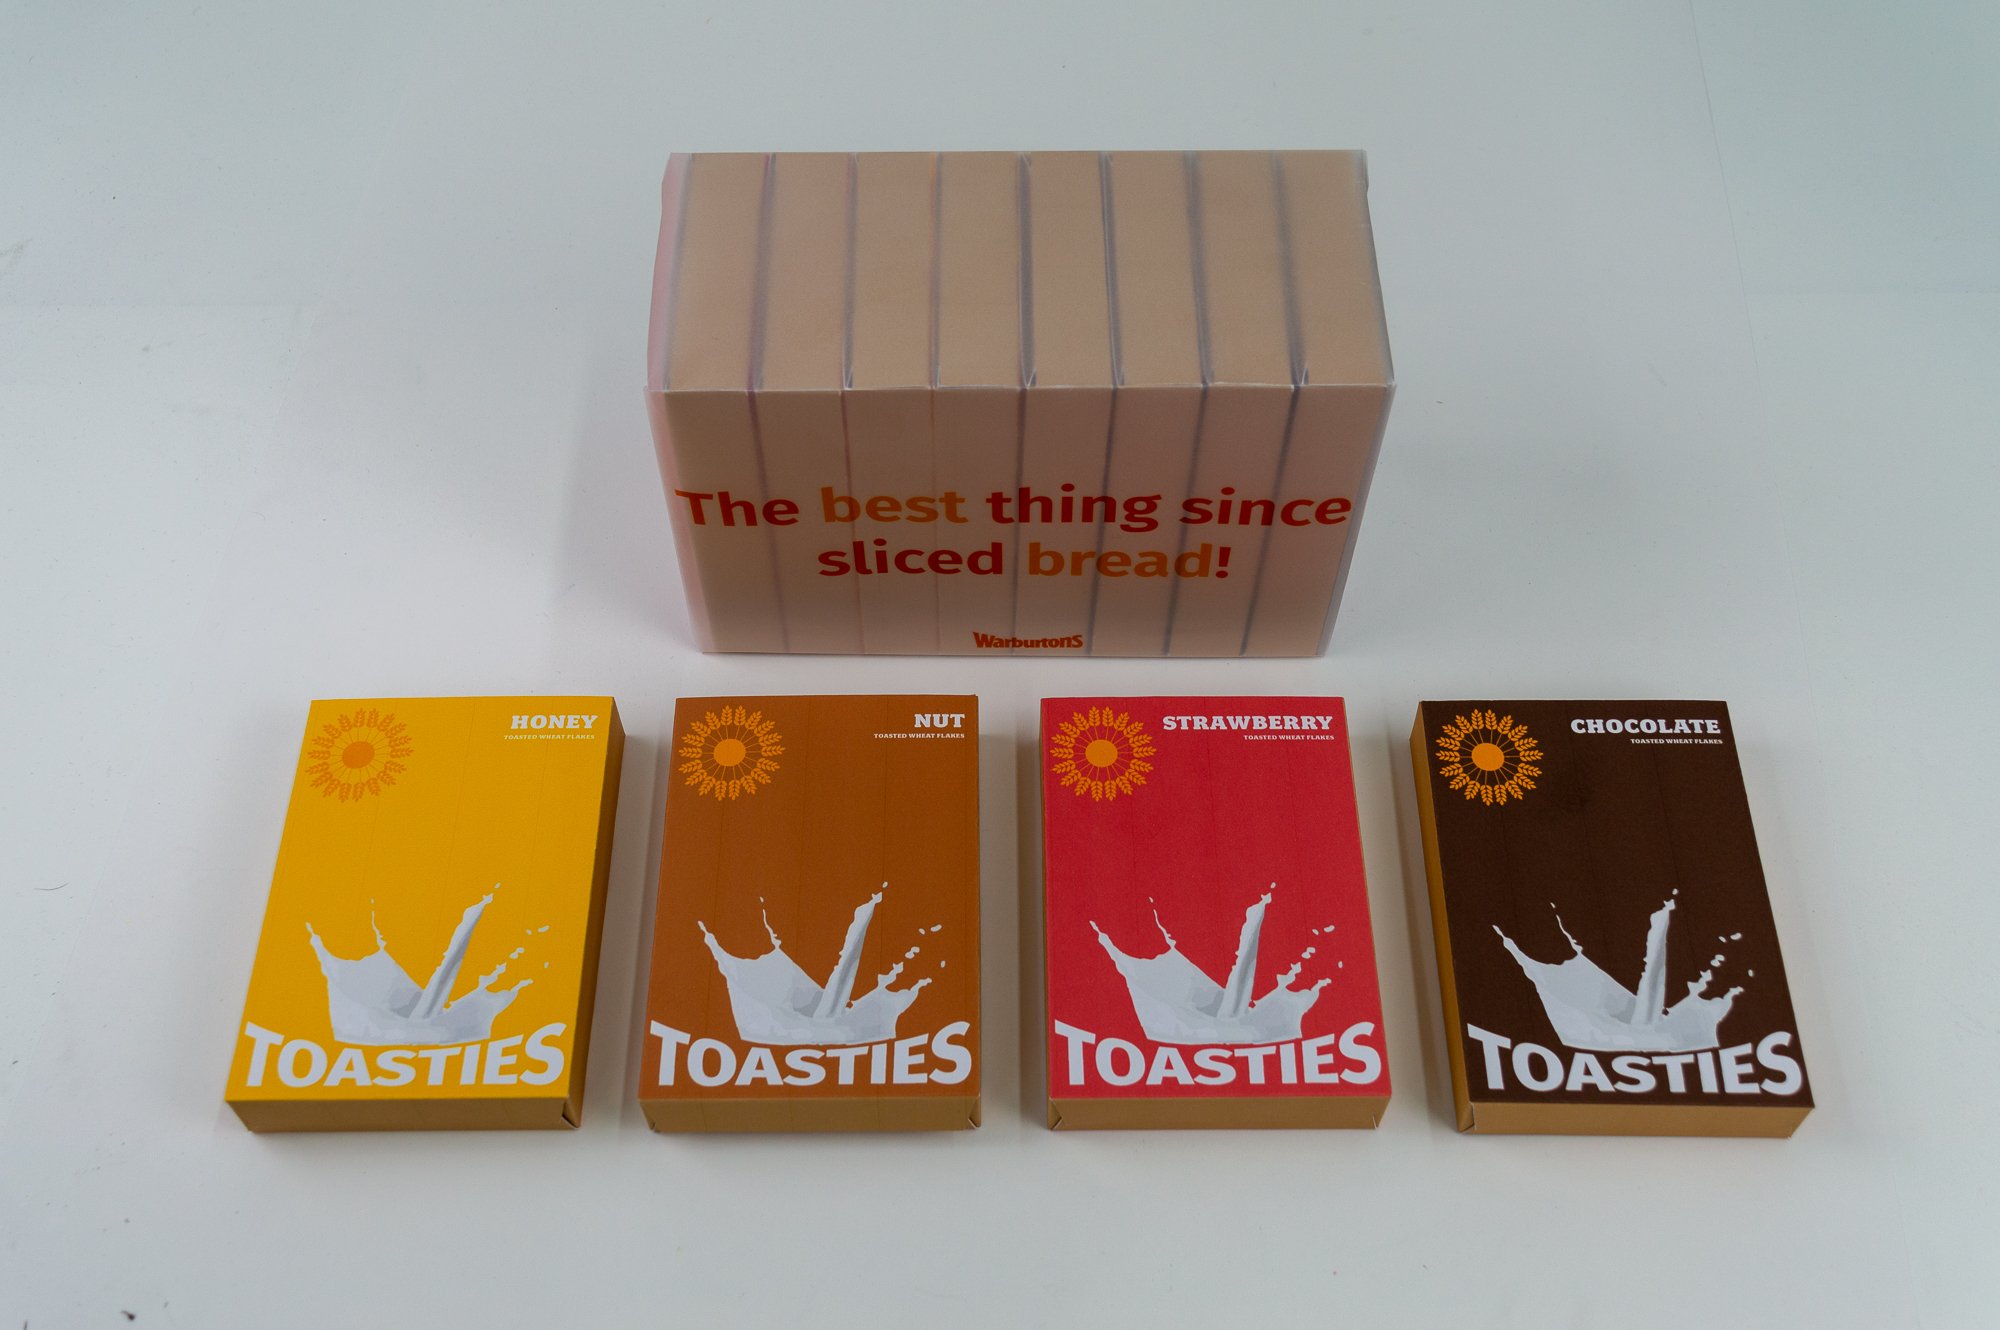 The best thing since
sliced bread!
Warburtons
HONEY
TOASTED WHEAT FLAKES
TOASTIES
NUT
TOASTED WHEAT FLAKES
TOASTIES
STRAWBERRY
TOASTED WHEAT FLAKES
TOASTIES
CHOCOLATE
TOASTED WHEAT FLAKES
TOASTIES